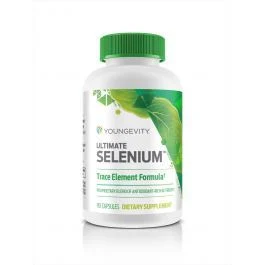 YOUNGEVITY
ULTIMATE
SELENIUM™
Trace Element Formula†
90 CAPSULES DIETARY SUPPLEMENT